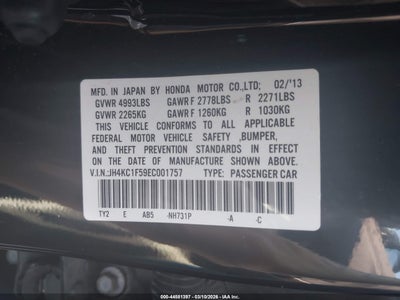 MFD. IN JAPAN BY HONDA MOTOR CO.,LTD; 02/'13
GVWR 4993LBS GAWR F 2778LBS R 2271LBS
GVWR 2265KG GAWR F 1260KG R 1030KG
THIS VEHICLE CONFORMS TO ALL APPLICABLE
FEDERAL MOTOR VEHICLE SAFETY ,BUMPER,
AND THEFT PREVENTION STANDARDS IN EFFECT
ON THE DATE OF MANUFACTURE SHOWN ABOVE.
V.I.N.:JH4KC1F59EC001757 TYPE: PASSENGER CAR
TY2 E AB5 -NH731P -A -C
000-44581397 - 03/10/2026 - IAA Inc.